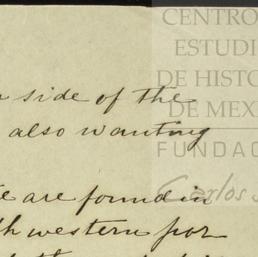 CENTRO
ESTUDI
DE HISTO
DE MEX
FUNDAC
Carlos
side of the
also wanting
are found in
western por